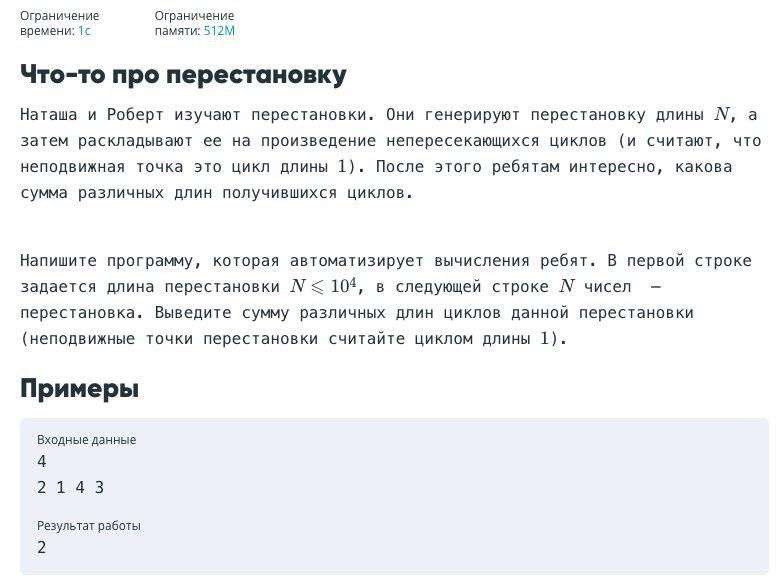 Ограничение
времени: 1с
Ограничение
памяти: 512M
Что-то про перестановку
Наташа и Роберт изучают перестановки. Они генерируют перестановку длины N, а
затем раскладывают ее на произведение непересекающихся циклов (и считают, что
неподвижная точка это цикл длины 1). После этого ребятам интересно, какова
сумма различных длин получившихся циклов.
Напишите программу, которая автоматизирует вычисления ребят. В первой строке
задается длина перестановки N ⩽ 10⁴, в следующей строке N чисел —
перестановка. Выведите сумму различных длин циклов данной перестановки
(неподвижные точки перестановки считайте циклом длины 1).
Примеры
Входные данные
4
2 1 4 3
Результат работы
2